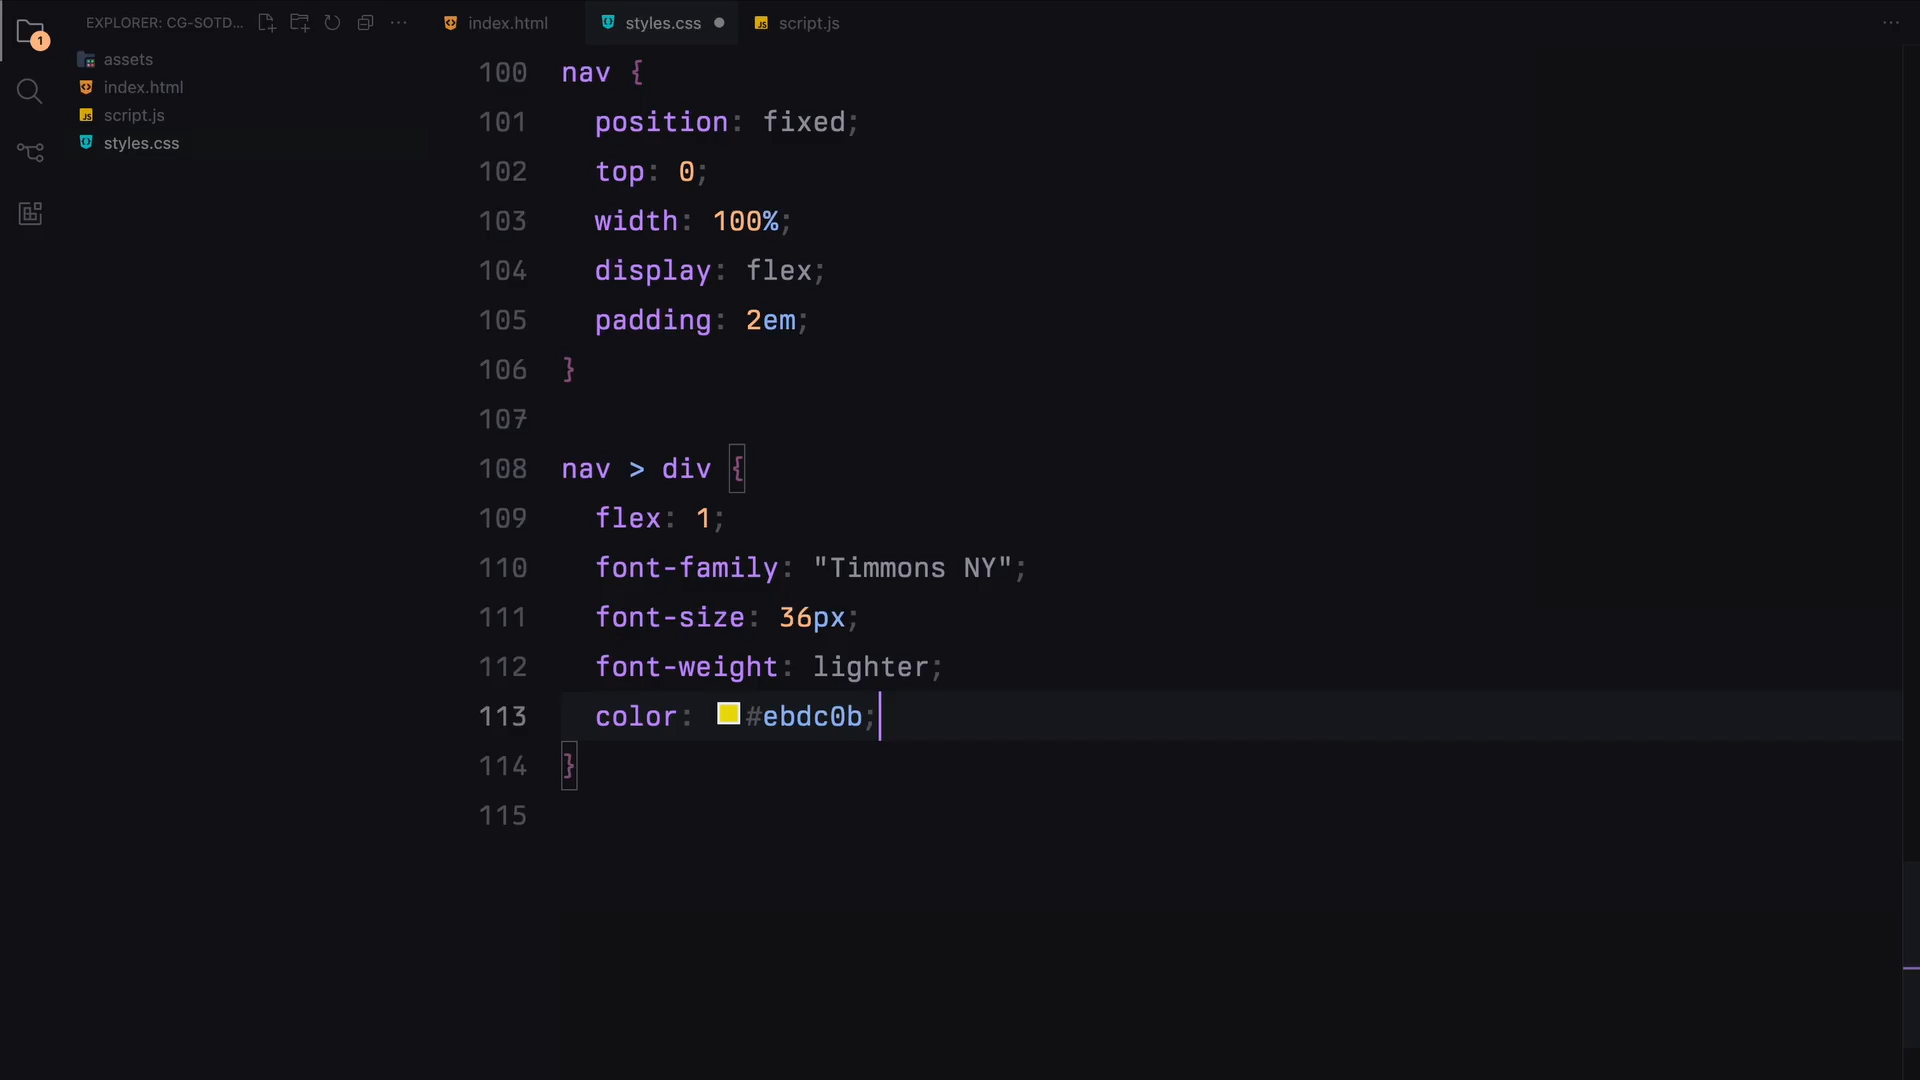 EXPLORER: CG-SOTD...
1
assets
index.html
script.js
styles.css
index.html
styles.css
script.js
100 nav {
101 position: fixed;
102 top: 0;
103 width: 100%;
104 display: flex;
105 padding: 2em;
106 }
107
108 nav > div {
109 flex: 1;
110 font-family: "Timmons NY";
111 font-size: 36px;
112 font-weight: lighter;
113 color: #ebdc0b;
114 }
115